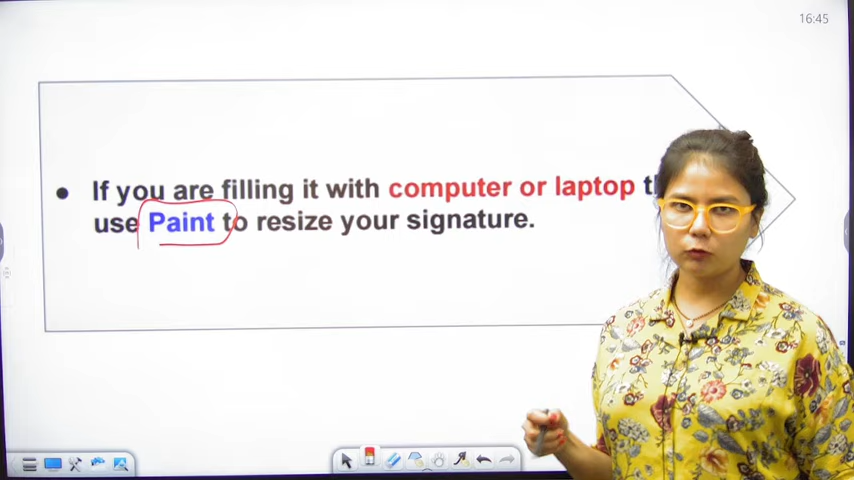 16:45
If you are filling it with computer or laptop
use Paint to resize your signature.